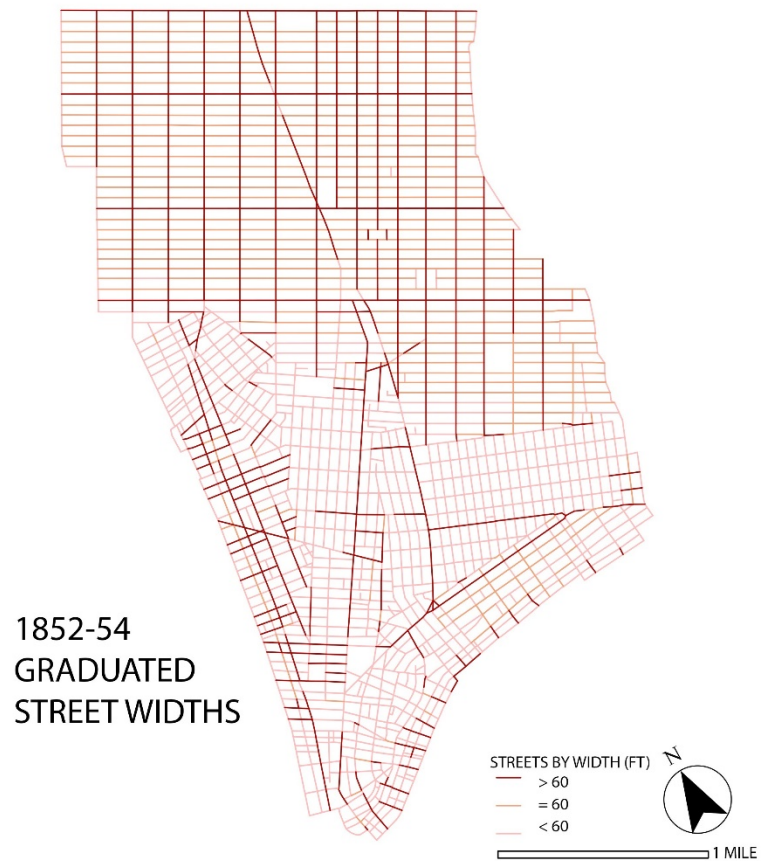 1852-54
GRADUATED
STREET WIDTHS
STREETS BY WIDTH (FT)
> 60
= 60
< 60
N
1 MILE